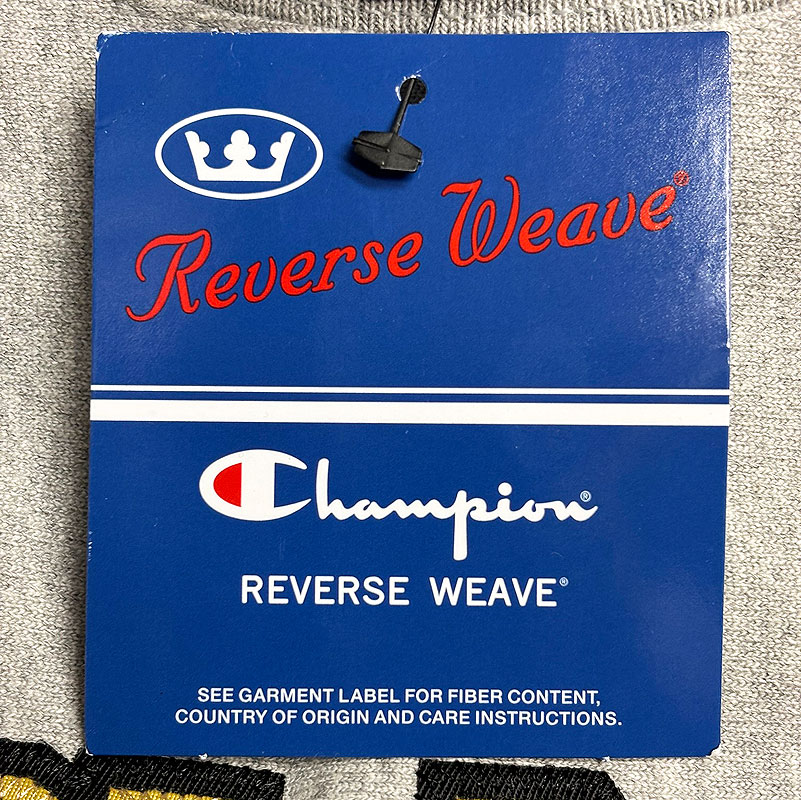 Reverse Weave®
Champion®
REVERSE WEAVE®
SEE GARMENT LABEL FOR FIBER CONTENT,
COUNTRY OF ORIGIN AND CARE INSTRUCTIONS.